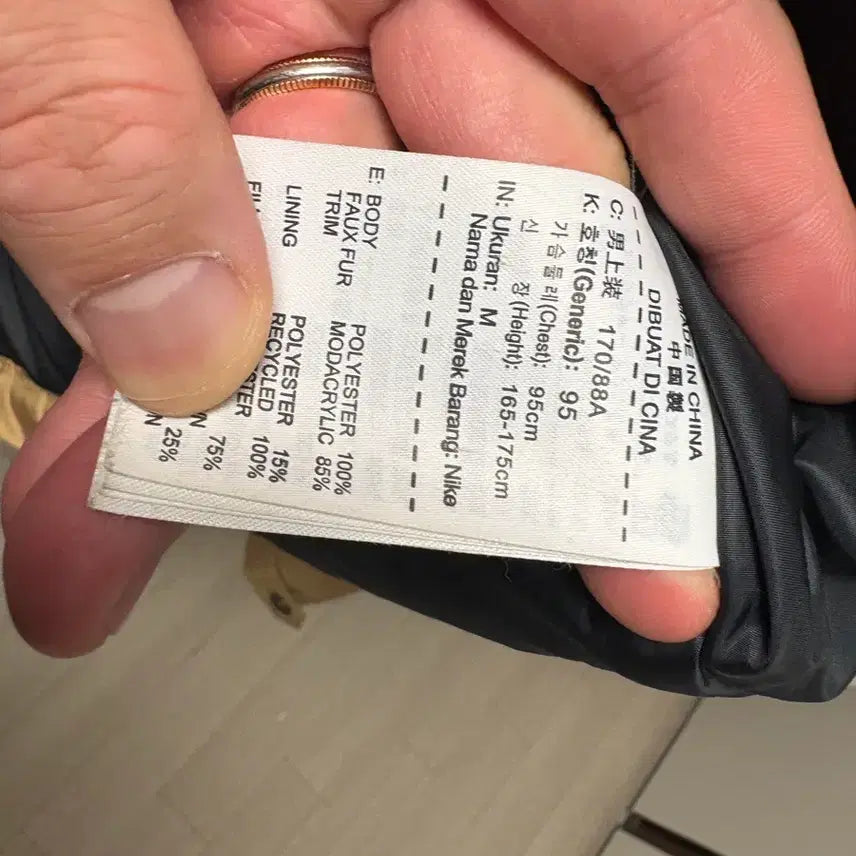 MADE IN CHINA
中國製
DIBUAT DI CINA
C: 男上装 170/88A
K: 호칭(Generic): 95
가슴둘레(Chest): 95cm
신 장(Height): 165-175cm
IN: Ukuran: M
Nama dan Merek Barang: Nike
E: BODY POLYESTER 100%
FAUX FUR MODACRYLIC 85%
TRIM POLYESTER 15%
LINING RECYCLED 100%
75%
25%